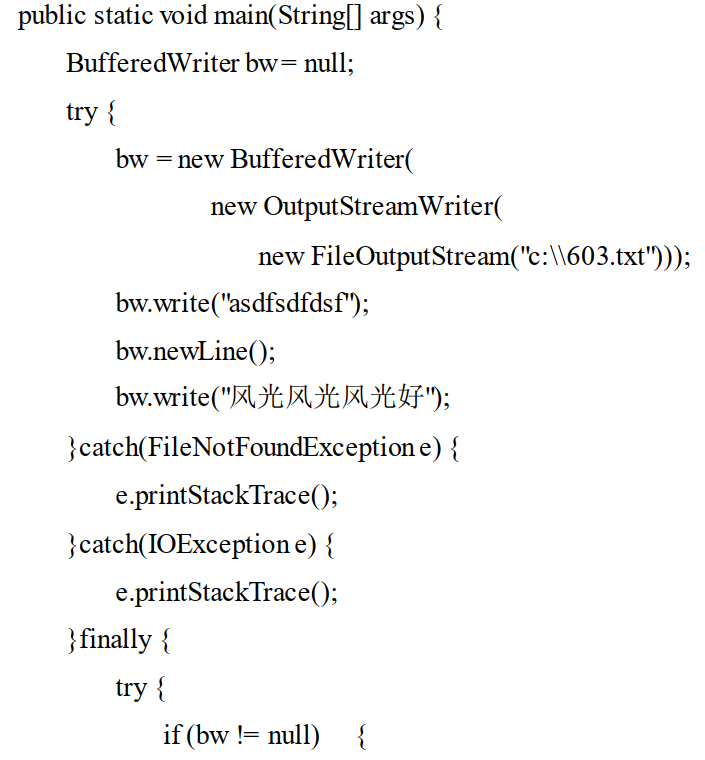 public static void main(String[] args) {
BufferedWriter bw= null;
try {
bw = new BufferedWriter(
new OutputStreamWriter(
new FileOutputStream("c:\\603.txt")));
bw.write("asdfsdfdsf");
bw.newLine();
bw.write("风光风光风光好");
}catch(FileNotFoundException e) {
e.printStackTrace();
}catch(IOException e) {
e.printStackTrace();
}finally {
try {
if (bw != null) {